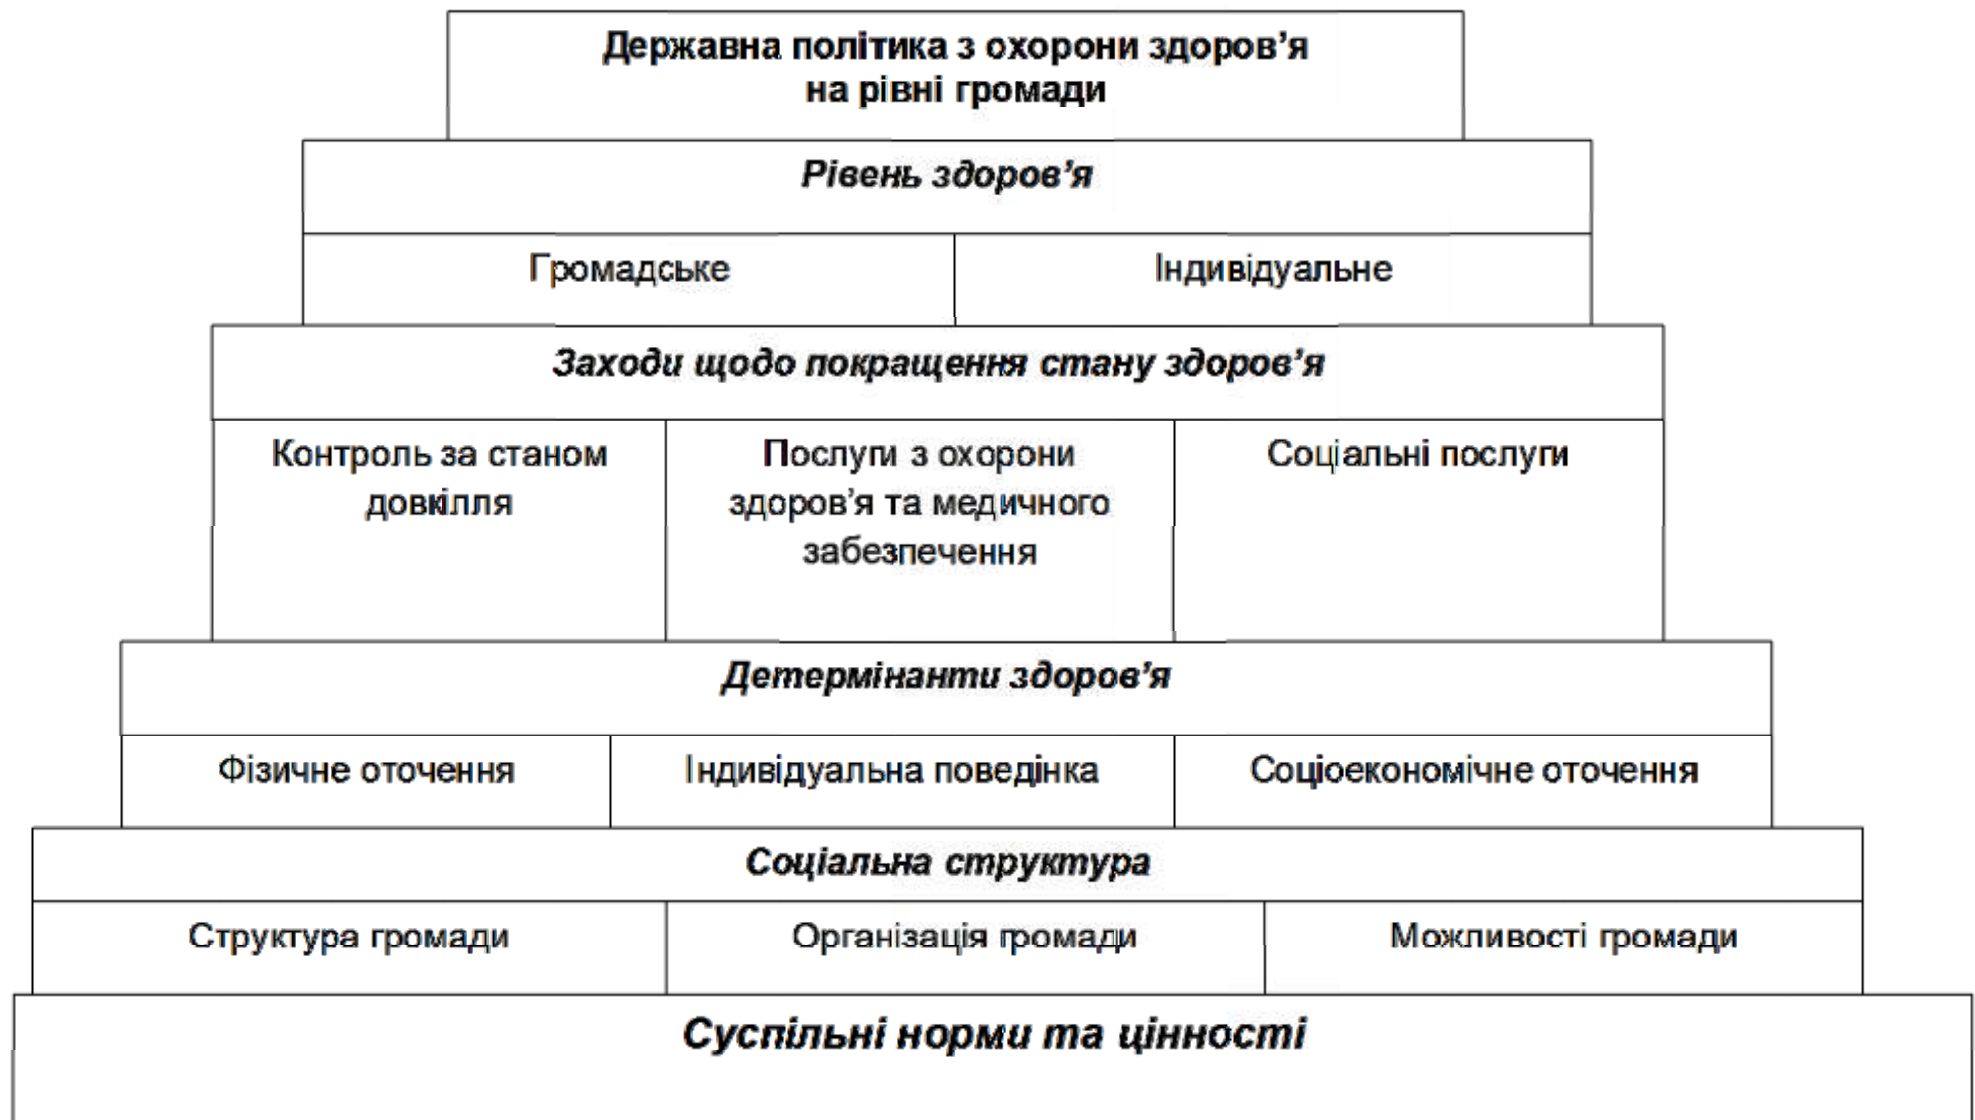 Державна політика з охорони здоров’я
на рівні громади
Рівень здоров’я
Громадське
Індивідуальне
Заходи щодо покращення стану здоров’я
Контроль за станом
довкілля
Послуги з охорони
здоров’я та медичного
забезпечення
Соціальні послуги
Детермінанти здоров’я
Фізичне оточення
Індивідуальна поведінка
Соціоекономічне оточення
Соціальна структура
Структура громади
Організація громади
Можливості громади
Суспільні норми та цінності